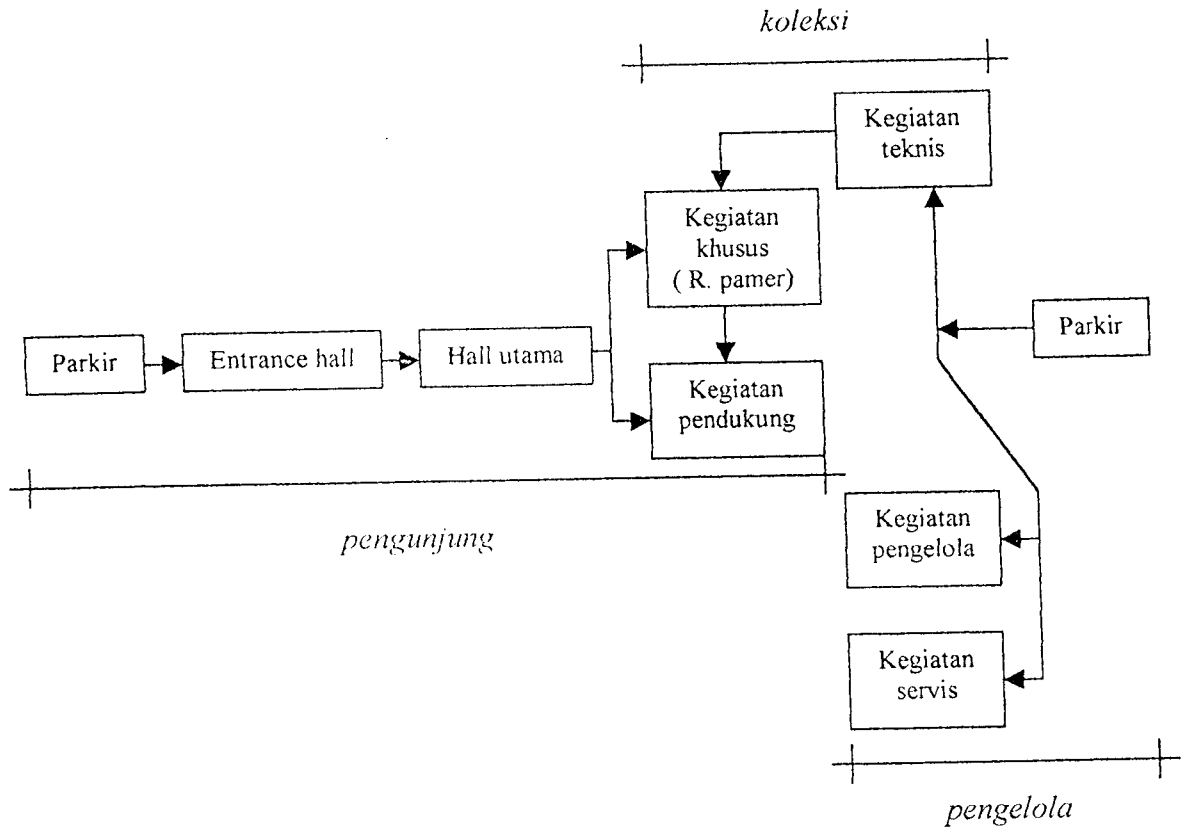 koleksi
Kegiatan
teknis
Kegiatan
khusus
( R. pamer)
Parkir
Parkir
Entrance hall
Hall utama
Kegiatan
pendukung
pengunjung
Kegiatan
pengelola
Kegiatan
servis
pengelola